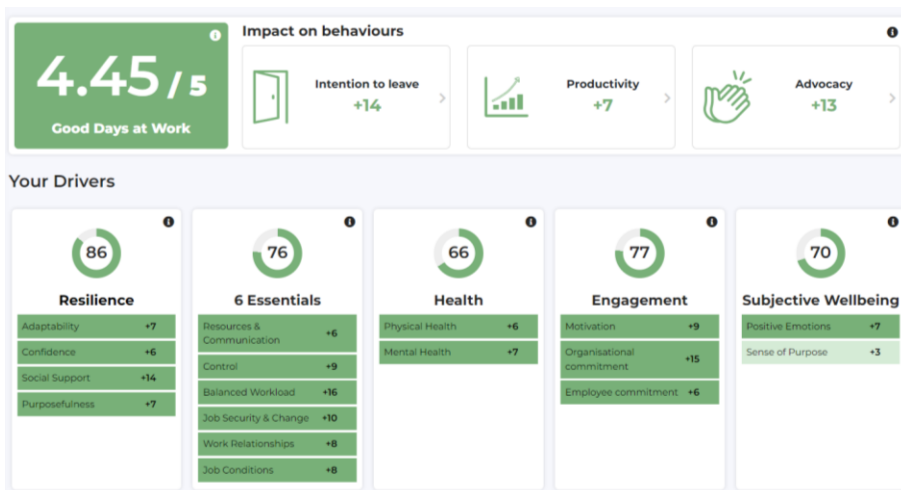 4.45 / 5
Good Days at Work
Impact on behaviours
Intention to leave
+14
Productivity
+7
Advocacy
+13
Your Drivers
86
Resilience
Adaptability +7
Confidence +6
Social Support +14
Purposefulness +7
76
6 Essentials
Resources &
Communication +6
Control +9
Balanced Workload +16
Job Security & Change +10
Work Relationships +8
Job Conditions +8
66
Health
Physical Health +6
Mental Health +7
77
Engagement
Motivation +9
Organisational
commitment +15
Employee commitment +6
70
Subjective Wellbeing
Positive Emotions +7
Sense of Purpose +3